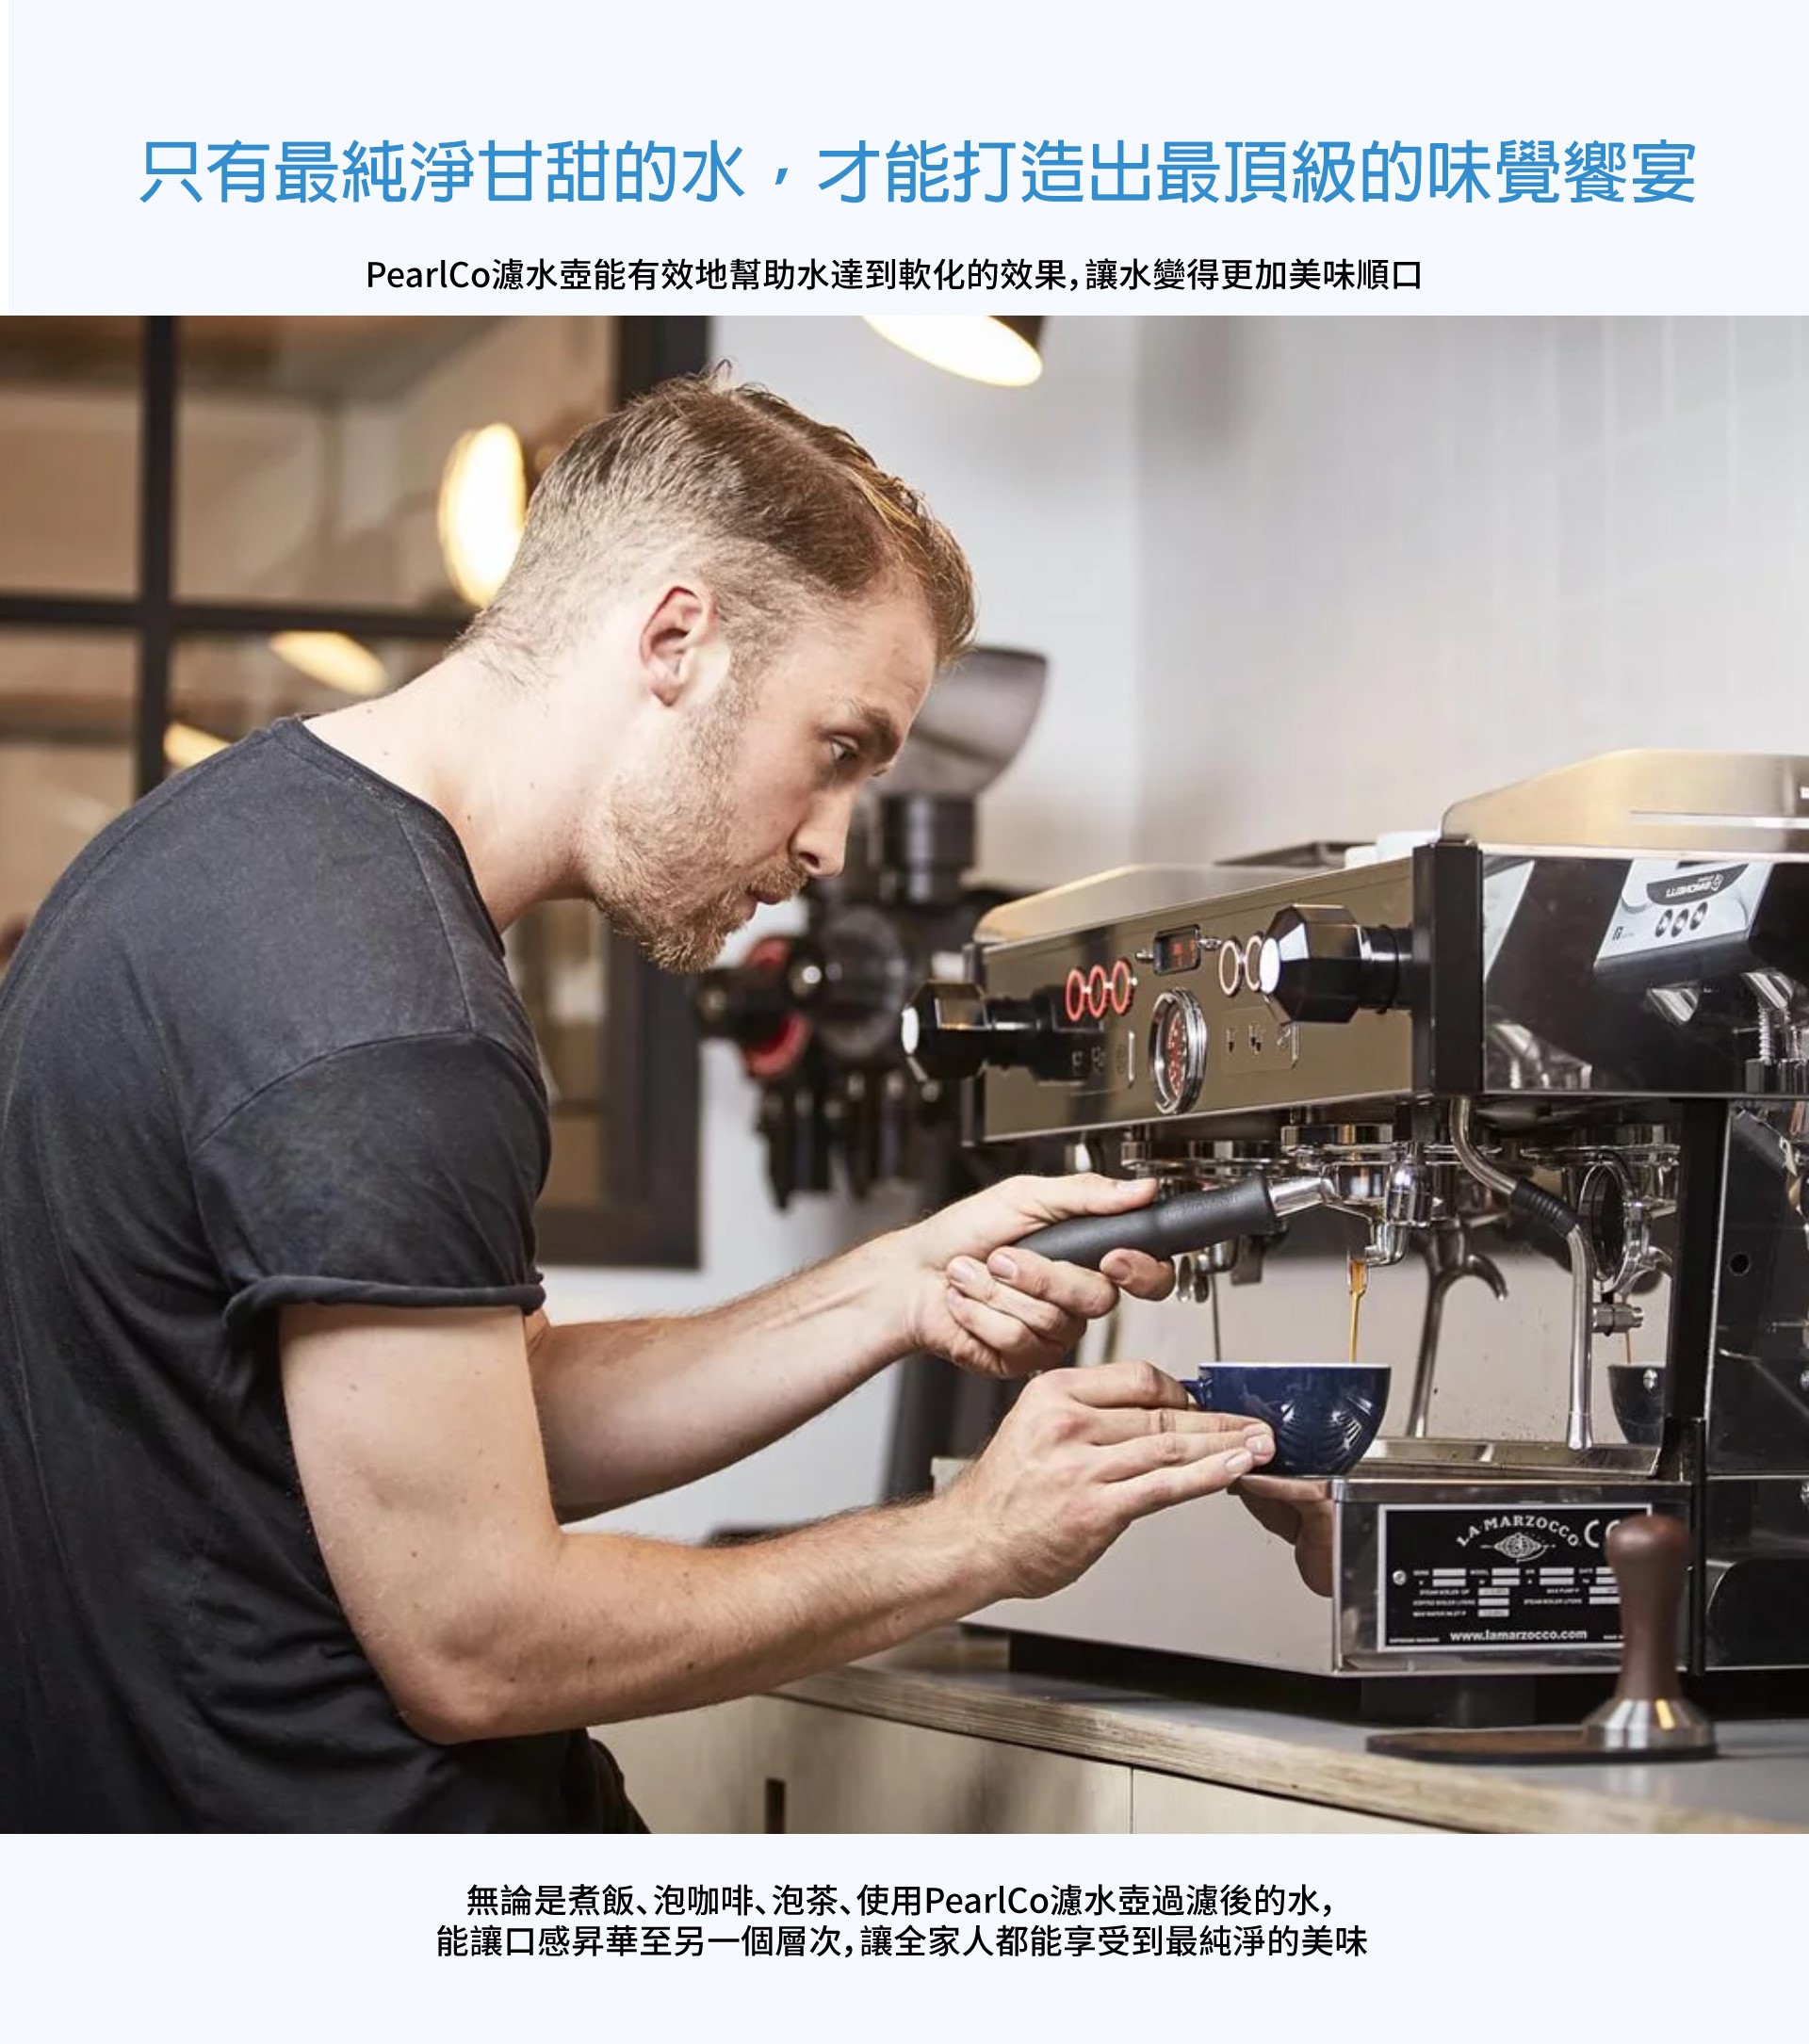 只有最純淨甘甜的水，才能打造出最頂級的味覺饗宴
PearlCo濾水壺能有效地幫助水達到軟化的效果，讓水變得更加美味順口
LA MARZOCCO CE
www.lamarzocco.com
無論是煮飯、泡咖啡、泡茶、使用PearlCo濾水壺過濾後的水，
能讓口感昇華至另一個層次，讓全家人都能享受到最純淨的美味